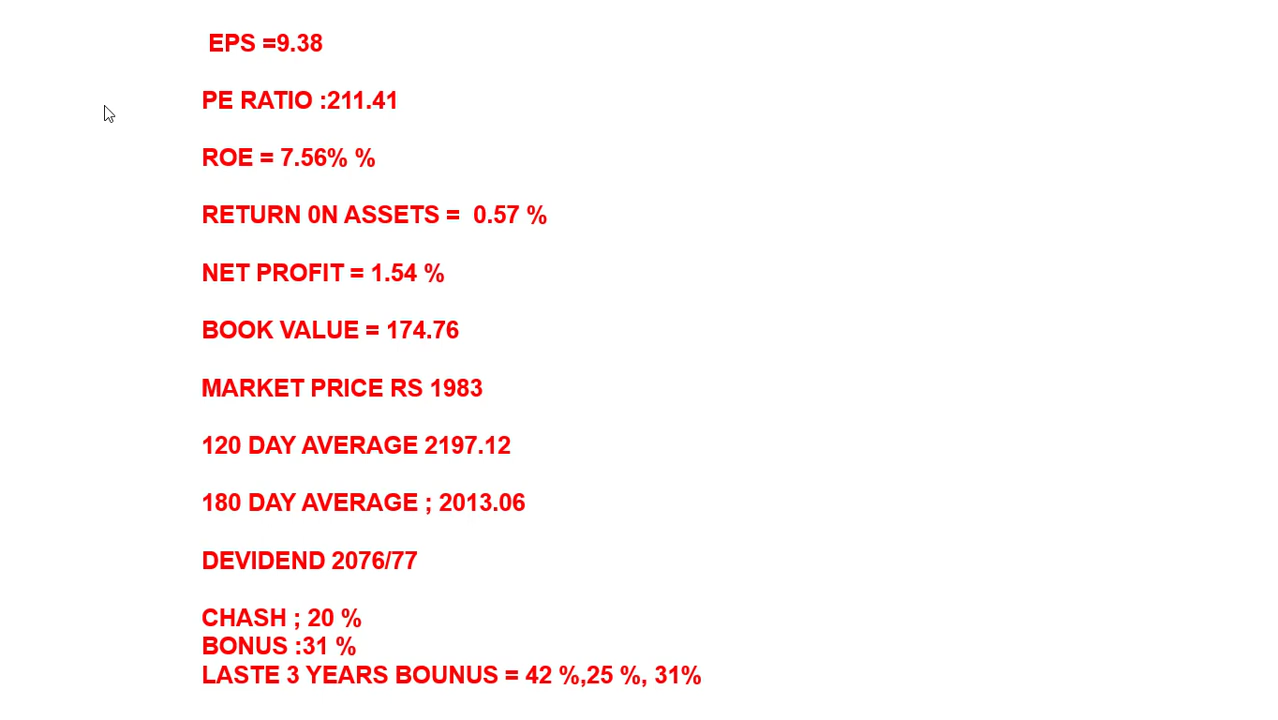 EPS =9.38
PE RATIO :211.41
ROE = 7.56% %
RETURN 0N ASSETS =  0.57 %
NET PROFIT = 1.54 %
BOOK VALUE = 174.76
MARKET PRICE RS 1983
120 DAY AVERAGE 2197.12
180 DAY AVERAGE ; 2013.06
DEVIDEND 2076/77
CHASH ; 20 %
BONUS :31 %
LASTE 3 YEARS BOUNUS = 42 %,25 %, 31%